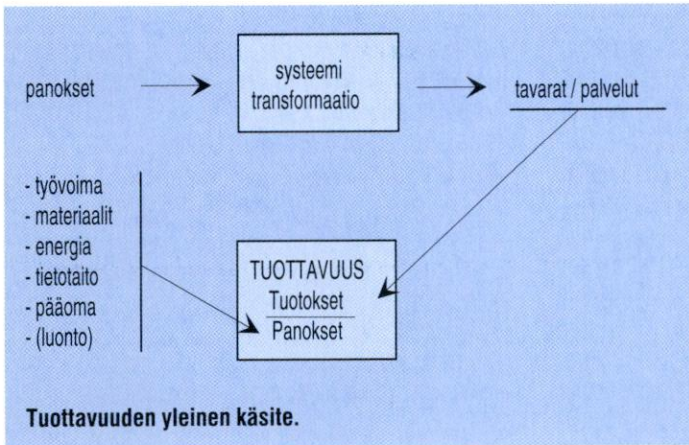 panokset
systeemi
transformaatio
tavarat / palvelut
- työvoima
- materiaalit
- energia
- tietotaito
- pääoma
- (luonto)
TUOTTAVUUS
Tuotokset
Panokset
Tuottavuuden yleinen käsite.